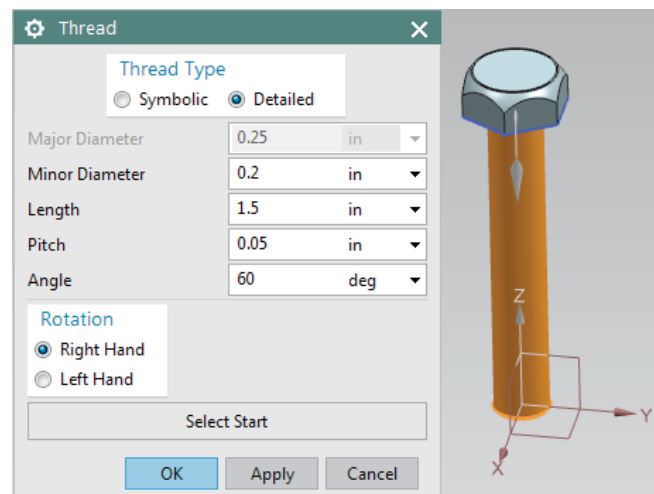 Thread
Thread Type
Symbolic Detailed
Major Diameter 0.25 in
Minor Diameter 0.2 in
Length 1.5 in
Pitch 0.05 in
Angle 60 deg
Rotation
Right Hand
Left Hand
Select Start
OK Apply Cancel
Z
Y
X